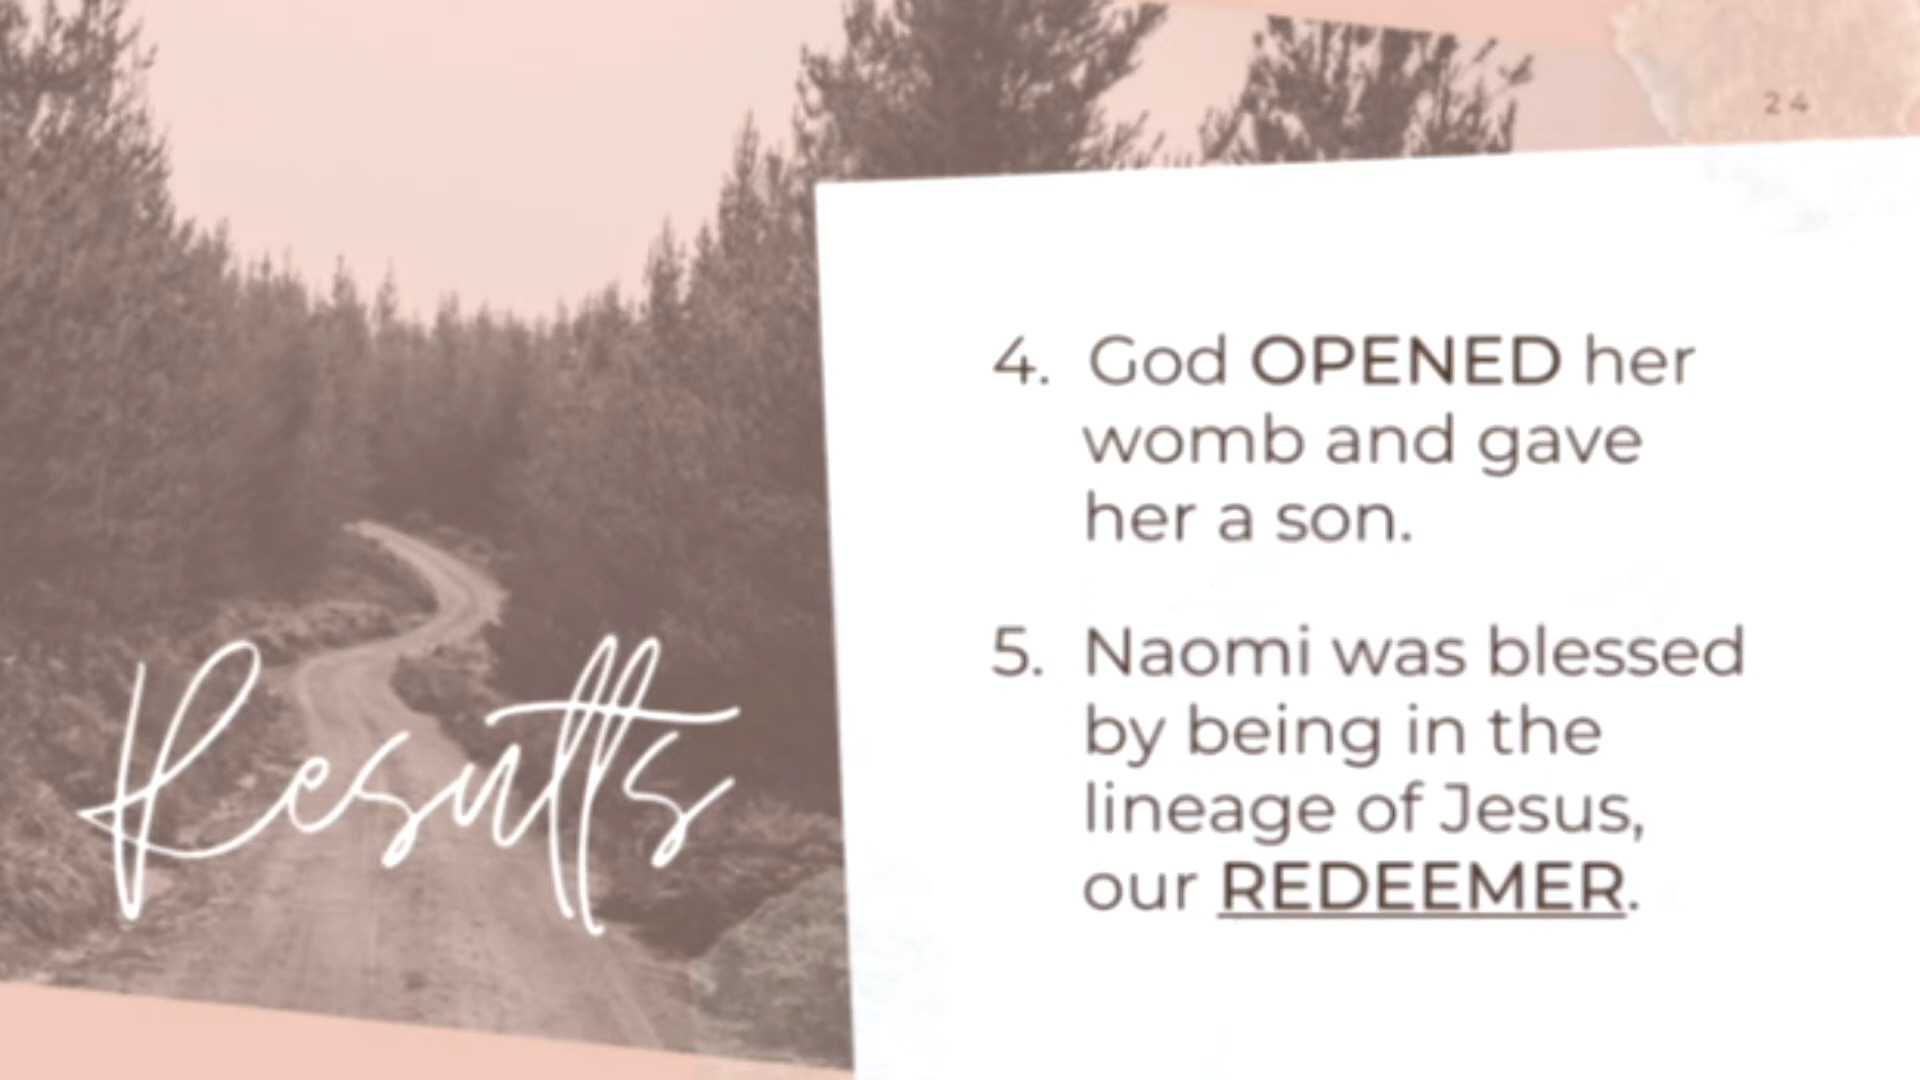 24
Results
4. God OPENED her
womb and gave
her a son.
5. Naomi was blessed
by being in the
lineage of Jesus,
our REDEEMER.